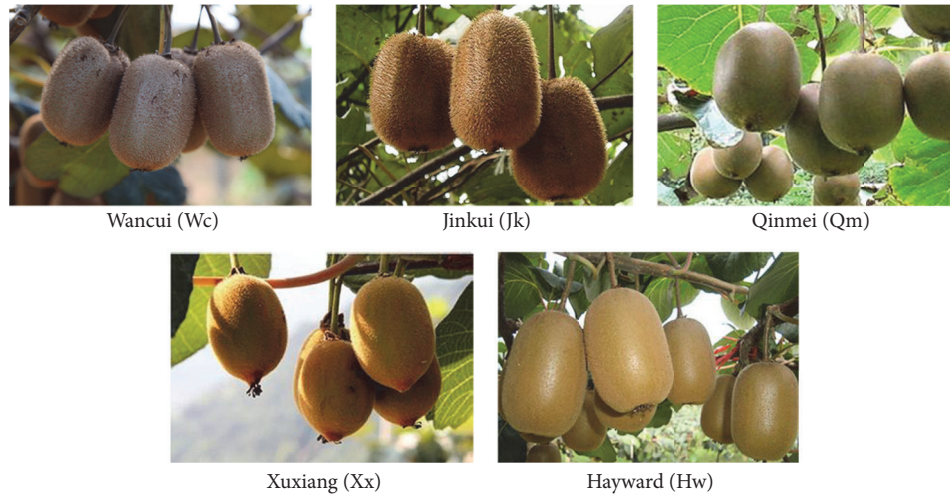 Wancui (Wc)
Jinkui (Jk)
Qinmei (Qm)
Xuxiang (Xx)
Hayward (Hw)